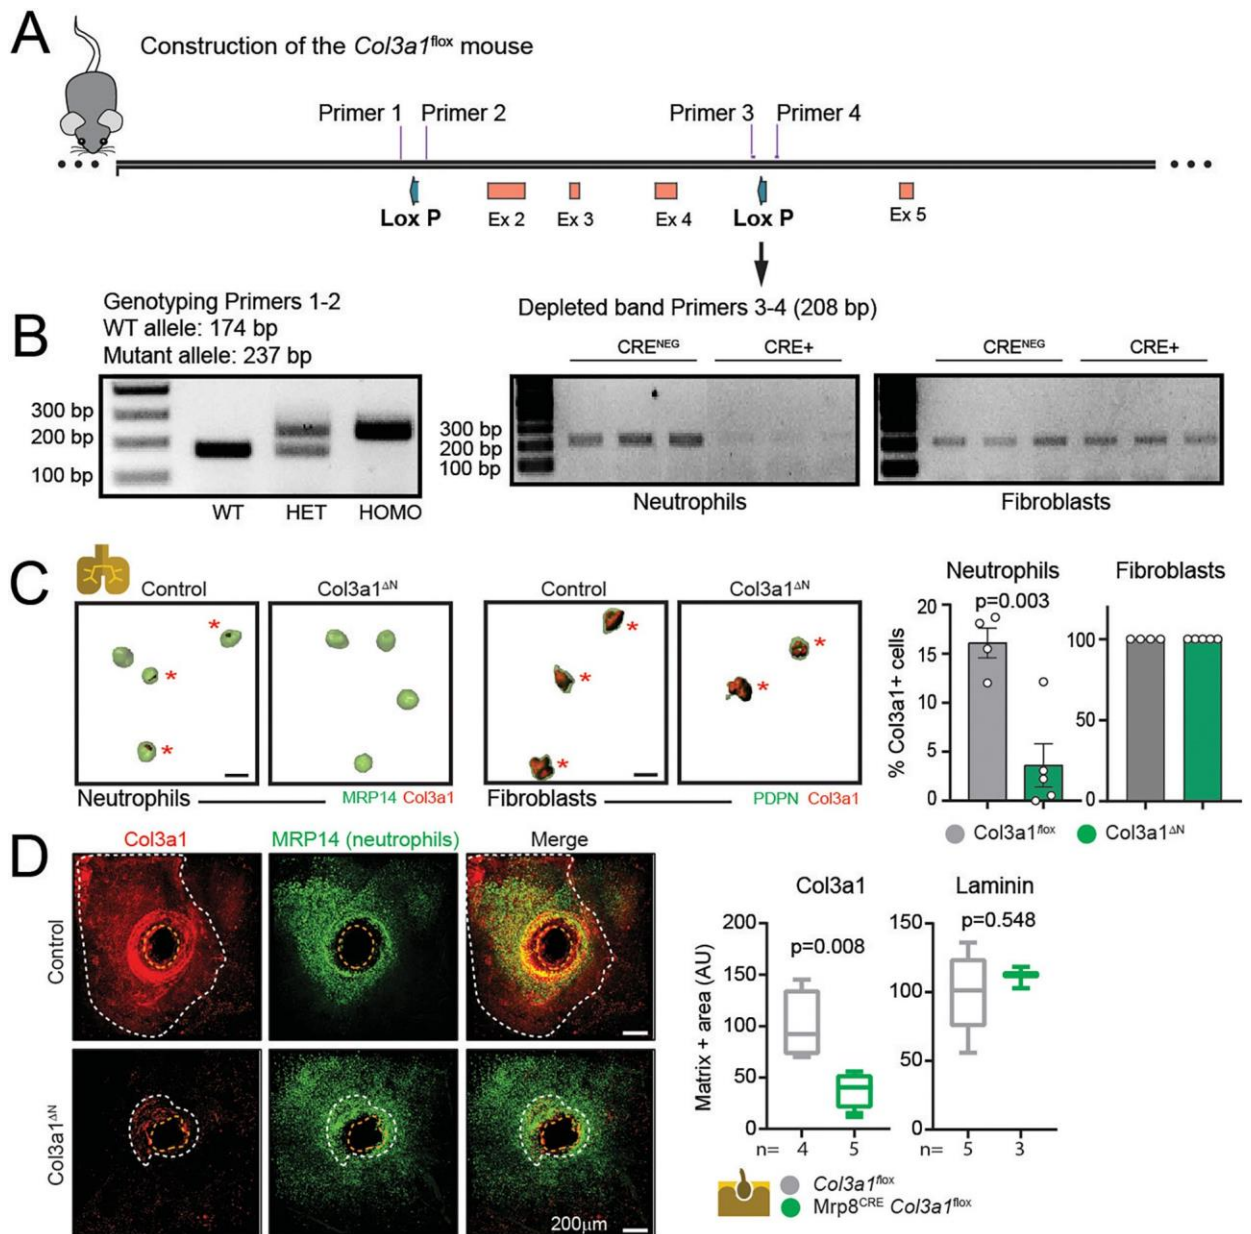 A
Construction of the Col3a1flox mouse
Primer 1 Primer 2 Primer 3 Primer 4
Lox P Ex 2 Ex 3 Ex 4 Lox P Ex 5
B
Genotyping Primers 1-2
WT allele: 174 bp
Mutant allele: 237 bp
300 bp
200 bp
100 bp
WT HET HOMO
Depleted band Primers 3-4 (208 bp)
CRENEG CRE+ CRENEG CRE+
300 bp
200 bp
100 bp
Neutrophils Fibroblasts
C
Control Col3a1ΔN Control Col3a1ΔN
* * *
* * * * *
Neutrophils MRP14 Col3a1
Fibroblasts PDPN Col3a1
Neutrophils Fibroblasts
p=0.003
% Col3a1+ cells
20
15
10
5
0
100
50
0
Col3a1flox Col3a1ΔN
D
Col3a1 MRP14 (neutrophils) Merge
Control
Col3a1ΔN
200μm
Col3a1 Laminin
p=0.008 p=0.548
Matrix + area (AU)
200
150
100
50
0
150
100
50
0
n= 4 5 n= 5 3
Col3a1flox
Mrp8CRE Col3a1flox